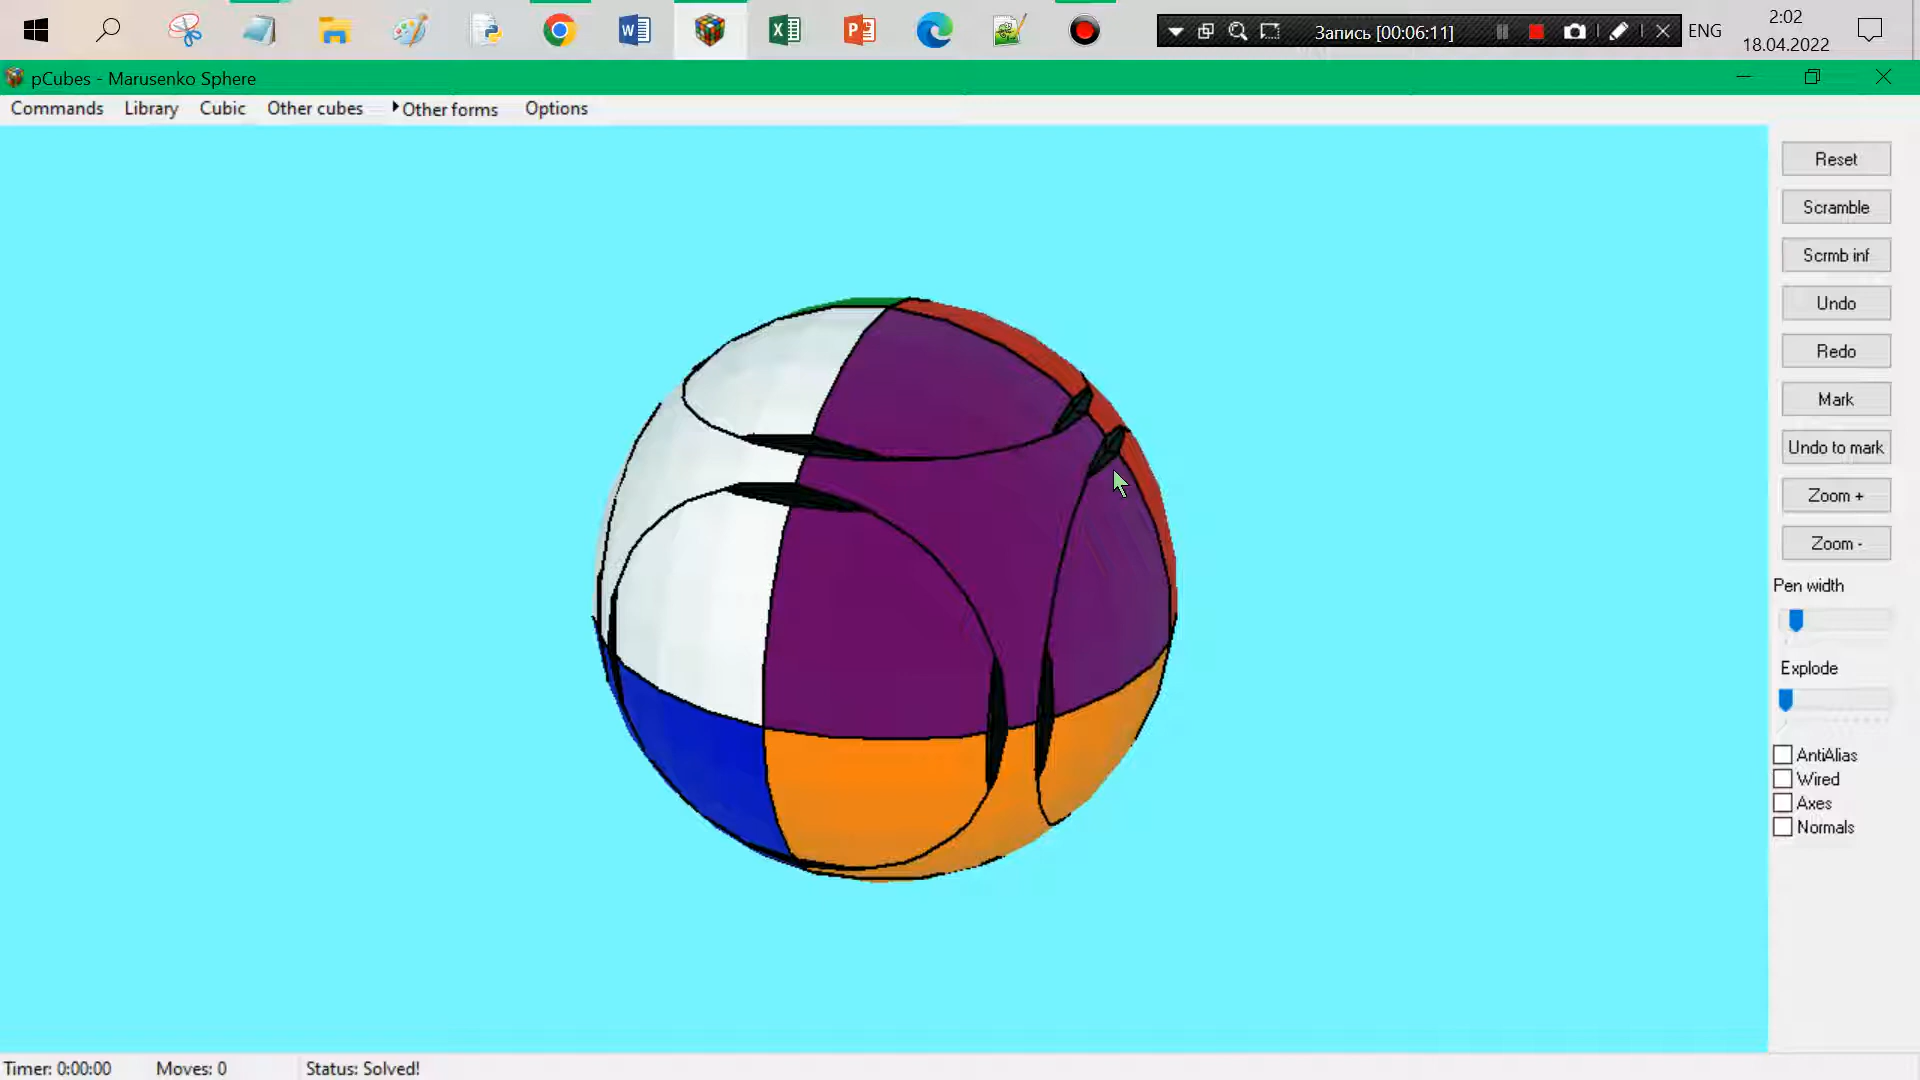 Запись [00:06:11]
ENG
2:02
18.04.2022
pCubes - Marusenko Sphere
Commands Library Cubic Other cubes Other forms Options
Reset
Scramble
Scrmb inf
Undo
Redo
Mark
Undo to mark
Zoom +
Zoom -
Pen width
Explode
AntiAlias
Wired
Axes
Normals
Timer: 0:00:00 Moves: 0 Status: Solved!